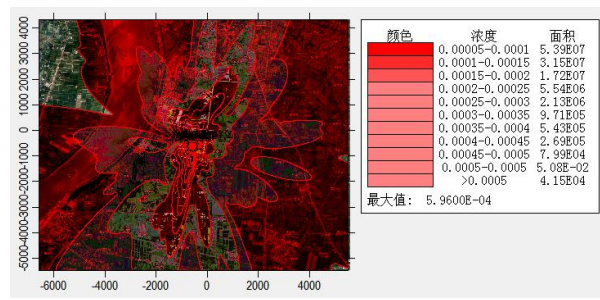 颜色 浓度 面积
0.00005-0.0001 5.39E07
0.0001-0.00015 3.15E07
0.00015-0.0002 1.72E07
0.0002-0.00025 5.54E06
0.00025-0.0003 2.13E06
0.0003-0.00035 9.71E05
0.00035-0.0004 5.43E05
0.0004-0.00045 2.69E05
0.00045-0.0005 7.99E04
0.0005-0.0005 5.08E-02
>0.0005 4.15E04
最大值: 5.9600E-04
4000
3000
2000
1000
0
-1000
-2000
-3000
-4000
-5000
-6000 -4000 -2000 0 2000 4000